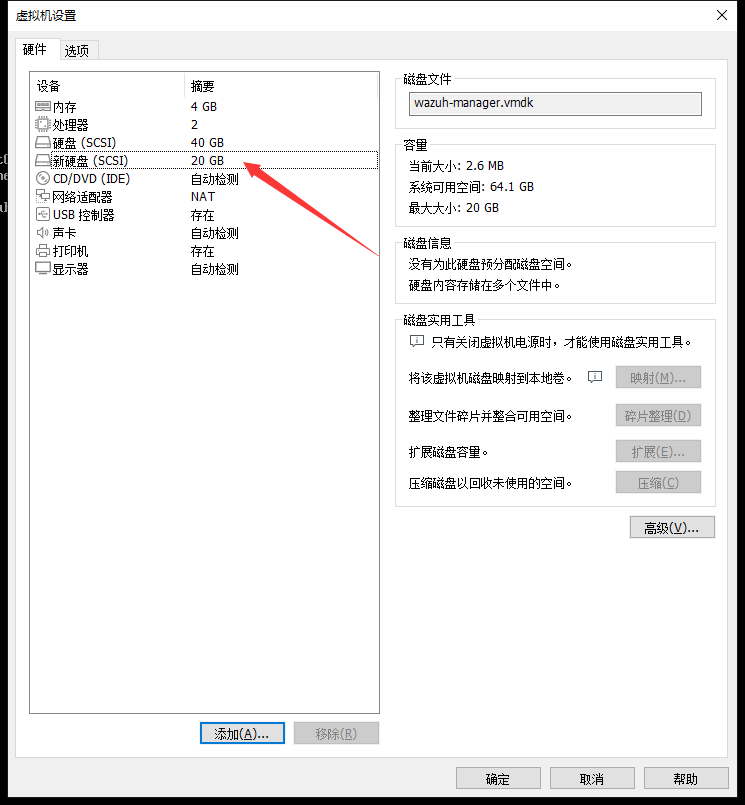 虚拟机设置
硬件 选项
设备 摘要
内存 4 GB
处理器 2
硬盘 (SCSI) 40 GB
新硬盘 (SCSI) 20 GB
CD/DVD (IDE) 自动检测
网络适配器 NAT
USB 控制器 存在
声卡 自动检测
打印机 存在
显示器 自动检测
添加(A)... 移除(R)
磁盘文件
wazuh-manager.vmdk
容量
当前大小: 2.6 MB
系统可用空间: 64.1 GB
最大大小: 20 GB
磁盘信息
没有为此硬盘预分配磁盘空间。
硬盘内容存储在多个文件中。
磁盘实用工具
只有关闭虚拟机电源时，才能使用磁盘实用工具。
将该虚拟机磁盘映射到本地卷。 映射(M)...
整理文件碎片并整合可用空间。 碎片整理(D)
扩展磁盘容量。 扩展(E)...
压缩磁盘以回收未使用的空间。 压缩(C)
高级(V)...
确定 取消 帮助